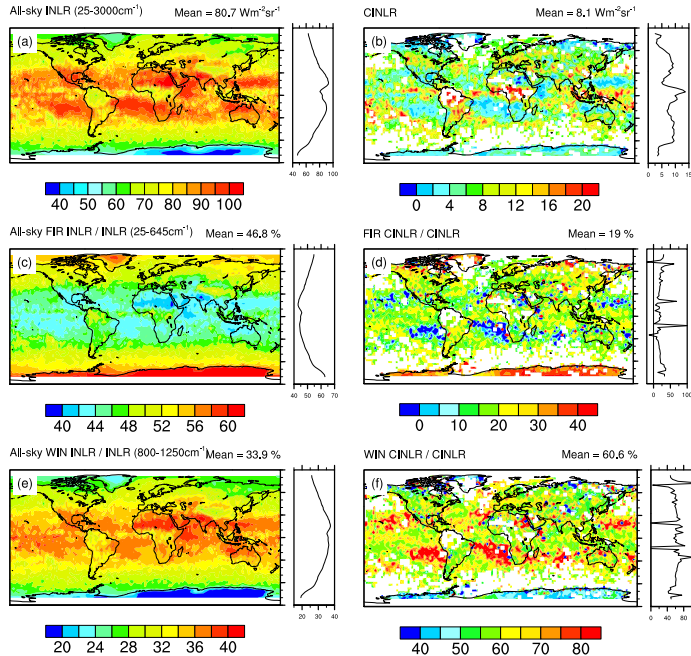 All-sky INLR (25-3000cm⁻¹) Mean = 80.7 Wm⁻²sr⁻¹
CINLR Mean = 8.1 Wm⁻²sr⁻¹
(a)
(b)
40 60 80 100
0 5 10 15
40 50 60 70 80 90 100
0 4 8 12 16 20
All-sky FIR INLR / INLR (25-645cm⁻¹) Mean = 46.8 %
FIR CINLR / CINLR Mean = 19 %
(c)
(d)
40 50 60 70
0 50 100
40 44 48 52 56 60
0 10 20 30 40
All-sky WIN INLR / INLR (800-1250cm⁻¹) Mean = 33.9 %
WIN CINLR / CINLR Mean = 60.6 %
(e)
(f)
20 30 40
0 40 80
20 24 28 32 36 40
40 50 60 70 80